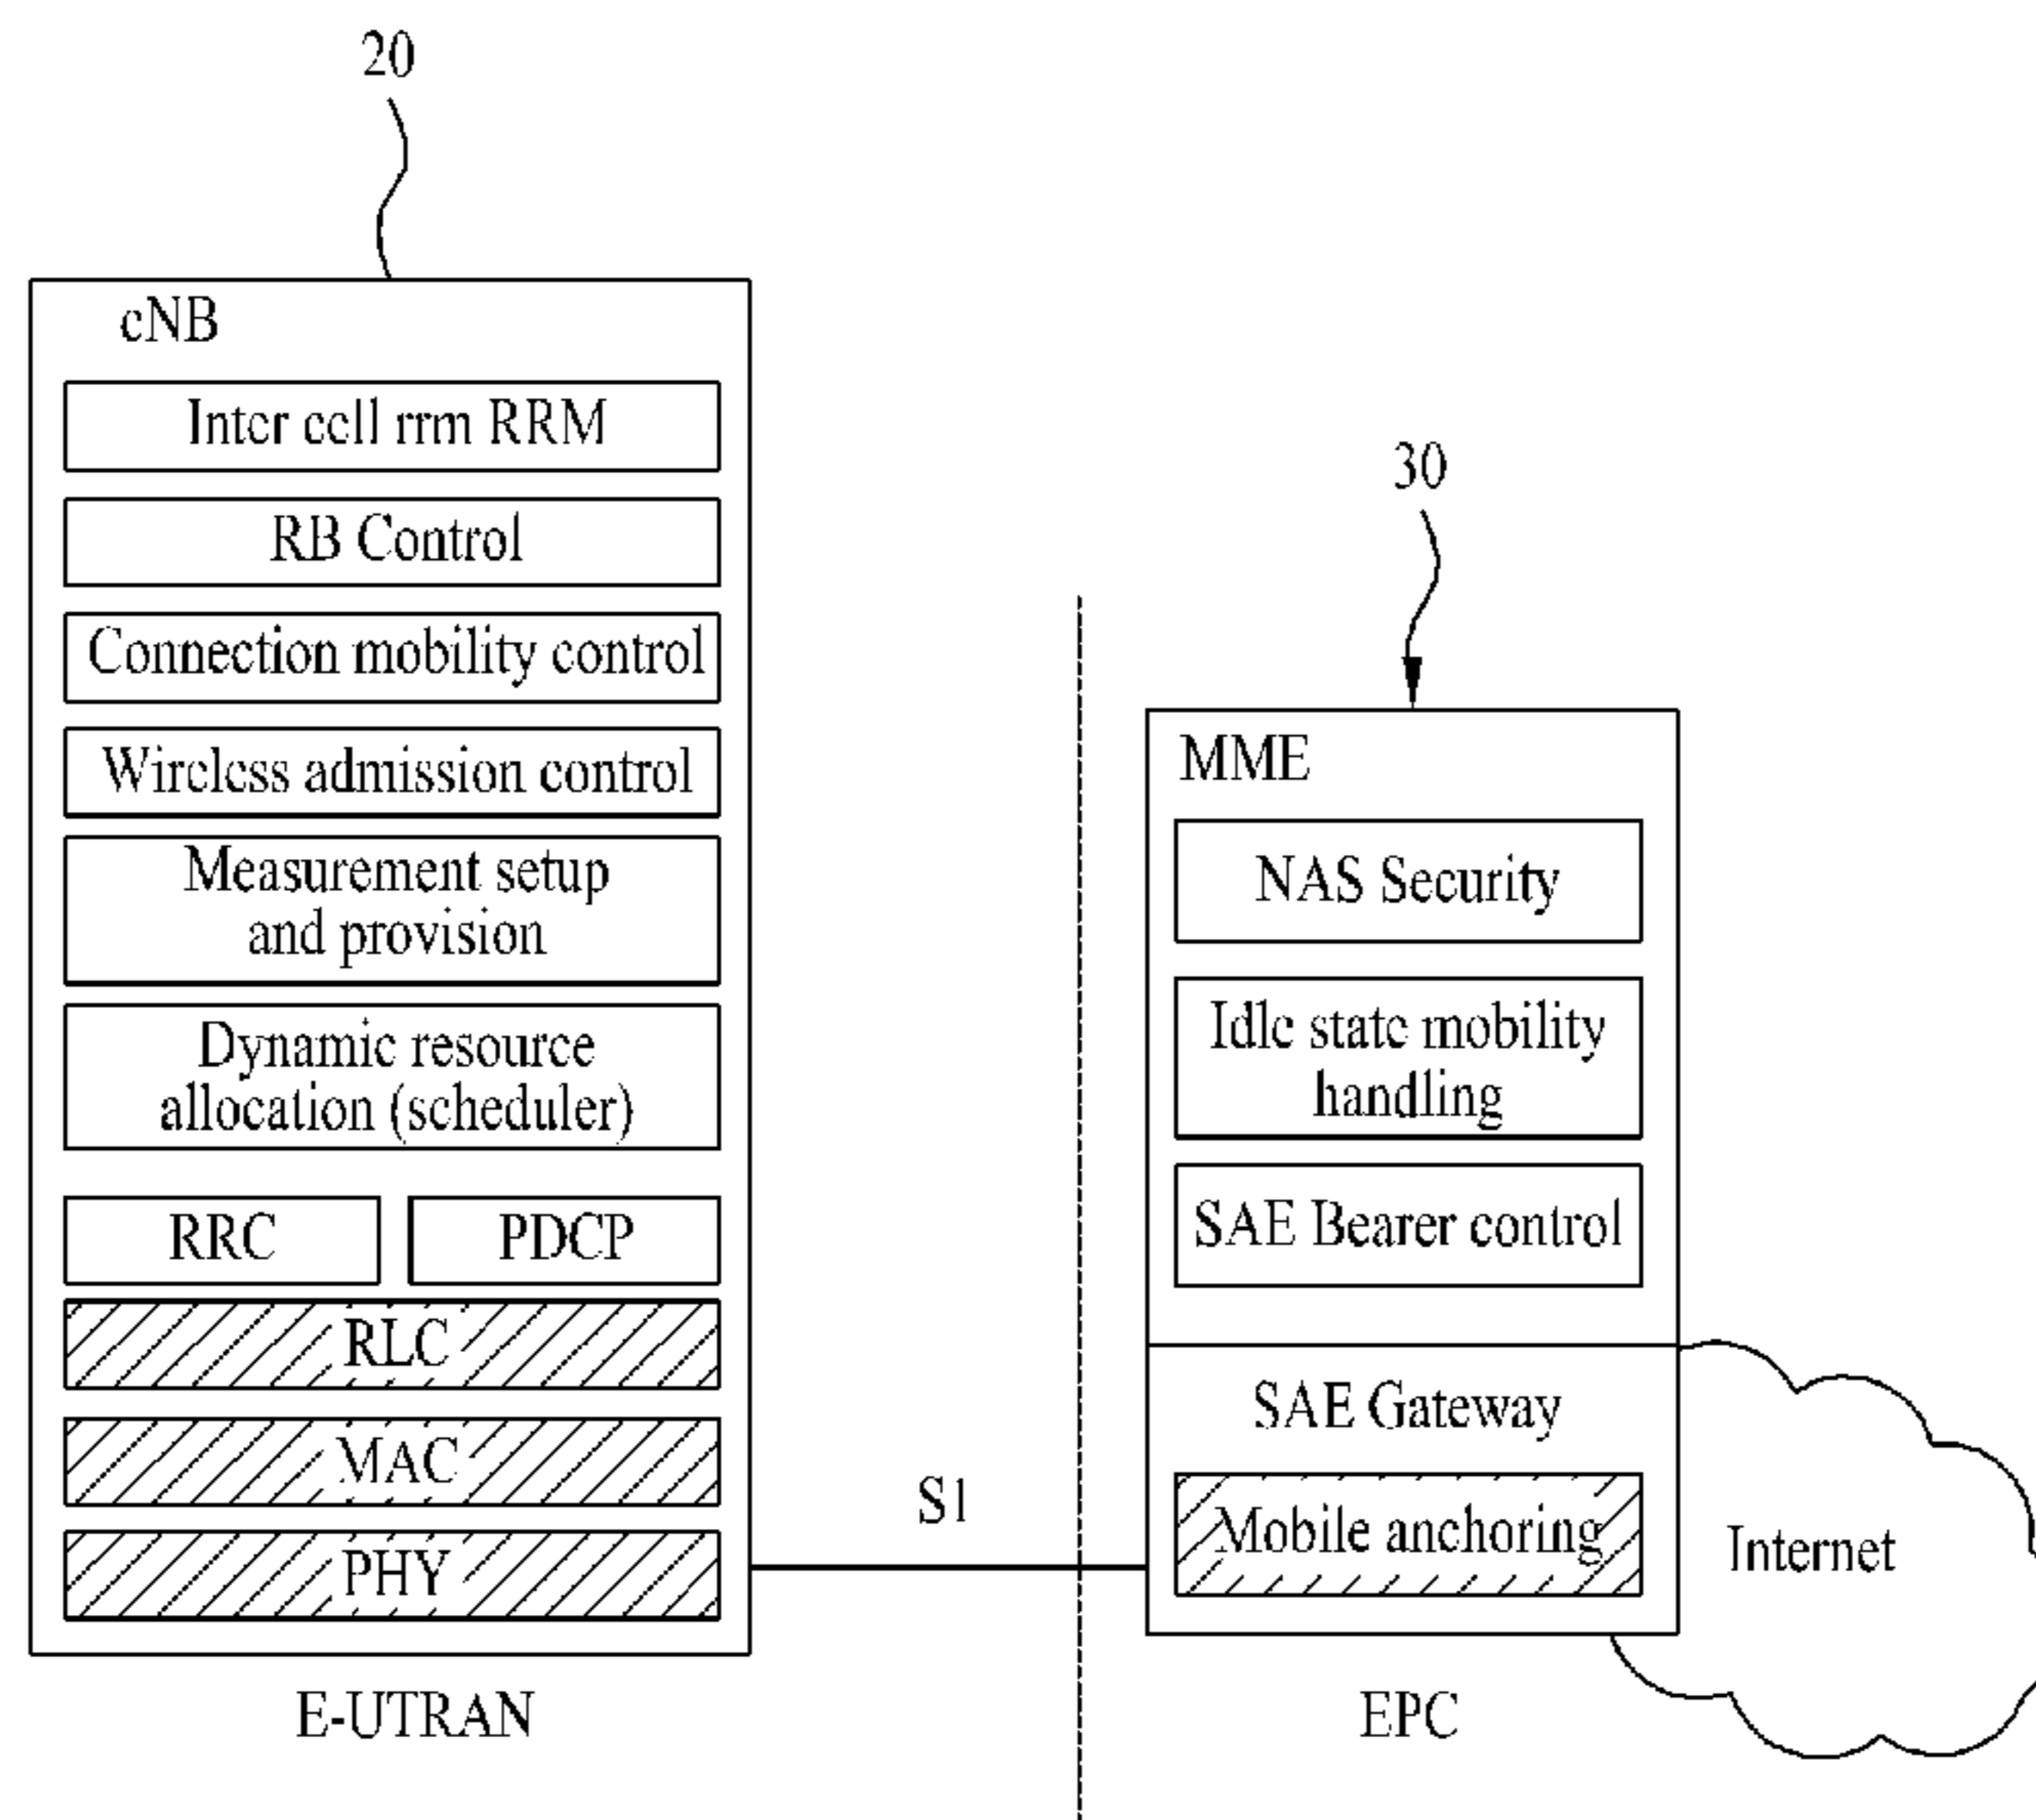 20
eNB
Inter cell rrm RRM
RB Control
Connection mobility control
Wireless admission control
Measurement setup
and provision
Dynamic resource
allocation (scheduler)
RRC
PDCP
RLC
MAC
PHY
E-UTRAN
S1
30
MME
NAS Security
Idle state mobility
handling
SAE Bearer control
SAE Gateway
Mobile anchoring
EPC
Internet